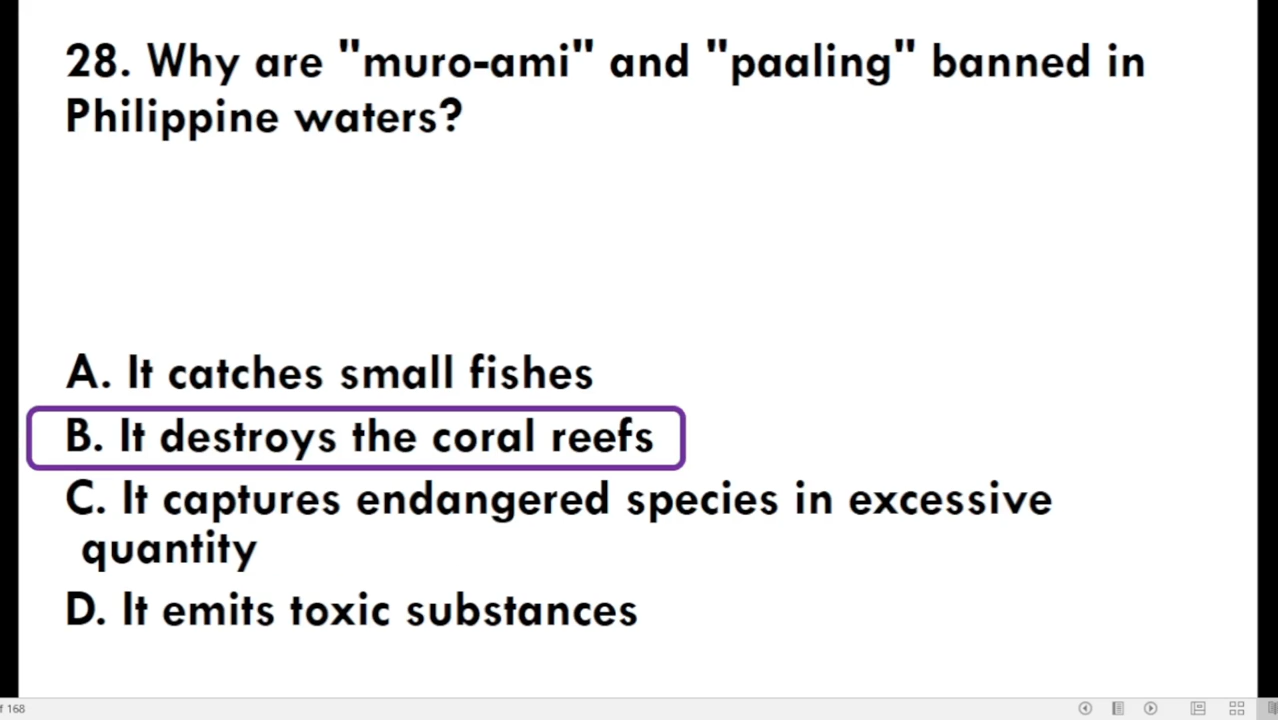 28. Why are "muro-ami" and "paaling" banned in
Philippine waters?
A. It catches small fishes
B. It destroys the coral reefs
C. It captures endangered species in excessive
quantity
D. It emits toxic substances
168